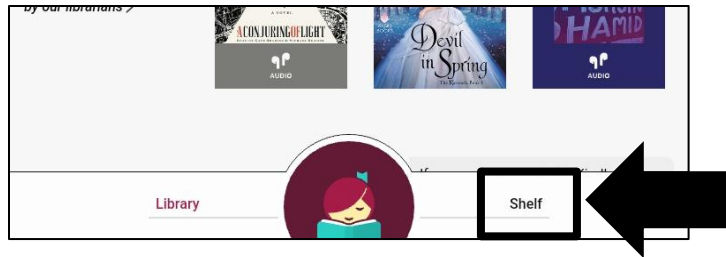 by our librarians >
A NOVEL
A CONJURING OF LIGHT
AUDIO
Devil
in Spring
AUDIO
HAMID
Library
Shelf